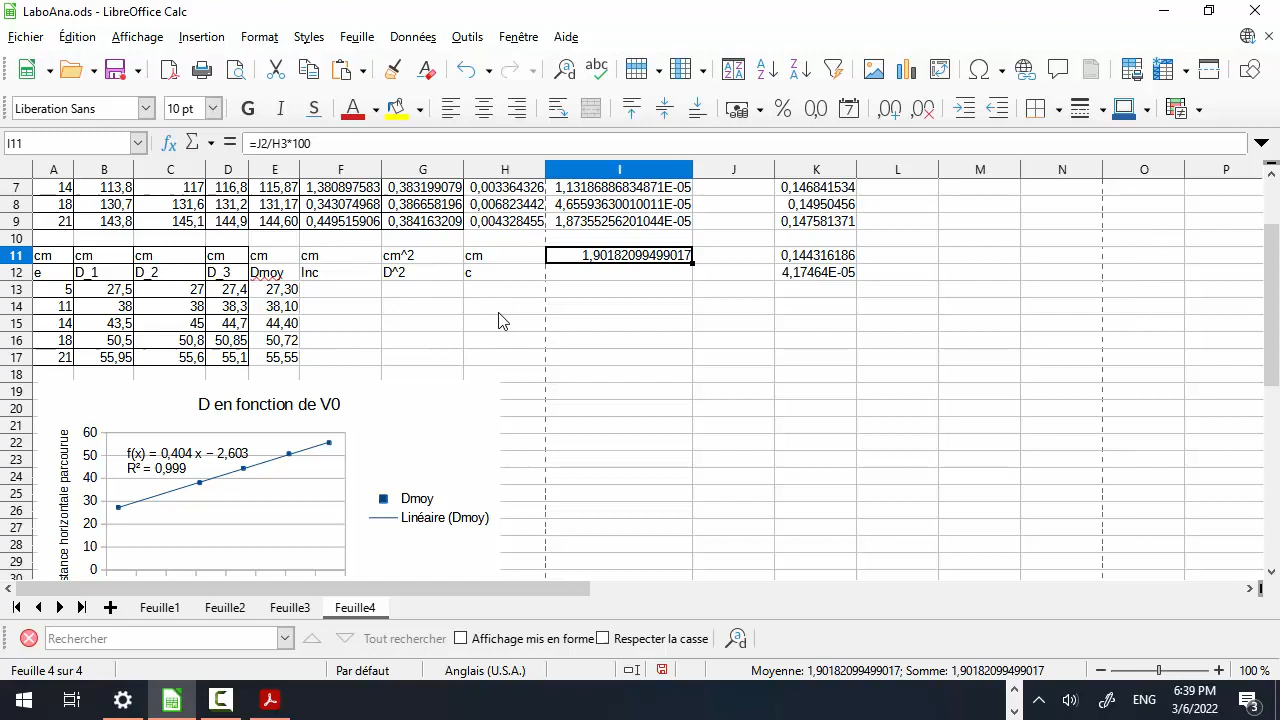 LaboAna.ods - LibreOffice Calc
Fichier Édition Affichage Insertion Format Styles Feuille Données Outils Fenêtre Aide
Liberation Sans 10 pt G I S
I11 =J2/H3*100
A B C D E F G H I J K L M N O P
7 14 113,8 117 116,8 115,87 1,380897583 0,383199079 0,003364326 1,13186886834871E-05 0,146841534
8 18 130,7 131,6 131,2 131,17 0,343074968 0,386658196 0,006823442 4,65593630010011E-05 0,14950456
9 21 143,8 145,1 144,9 144,60 0,449515906 0,384163209 0,004328455 1,87355256201044E-05 0,147581371
10
11 cm cm cm cm cm cm cm^2 cm 1,90182099499017 0,144316186
12 e D_1 D_2 D_3 Dmoy Inc D^2 c 4,17464E-05
13 5 27,5 27 27,4 27,30
14 11 38 38 38,3 38,10
15 14 43,5 45 44,7 44,40
16 18 50,5 50,8 50,85 50,72
17 21 55,95 55,6 55,1 55,55
18
19
20
21
22
23
24
25
26
27
28
29
30
D en fonction de V0
60
50
40
30
20
10
0
f(x) = 0,404 x − 2,603
R² = 0,999
stance horizontale parcourue
Dmoy
Linéaire (Dmoy)
Feuille1 Feuille2 Feuille3 Feuille4
Rechercher Tout rechercher Affichage mis en forme Respecter la casse
Feuille 4 sur 4 Par défaut Anglais (U.S.A.) Moyenne: 1,90182099499017; Somme: 1,90182099499017 100 %
ENG 6:39 PM
3/6/2022 3